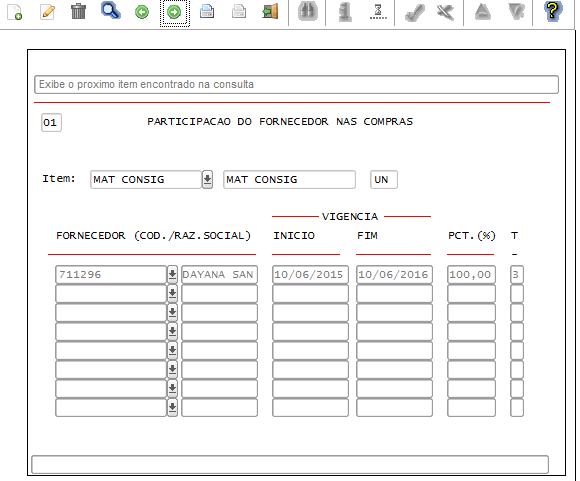 Exibe o proximo item encontrado na consulta
01 PARTICIPACAO DO FORNECEDOR NAS COMPRAS
Item: MAT CONSIG MAT CONSIG UN
VIGENCIA
FORNECEDOR (COD./RAZ.SOCIAL) INICIO FIM PCT.(%) T
711296 DAYANA SAN 10/06/2015 10/06/2016 100,00 3